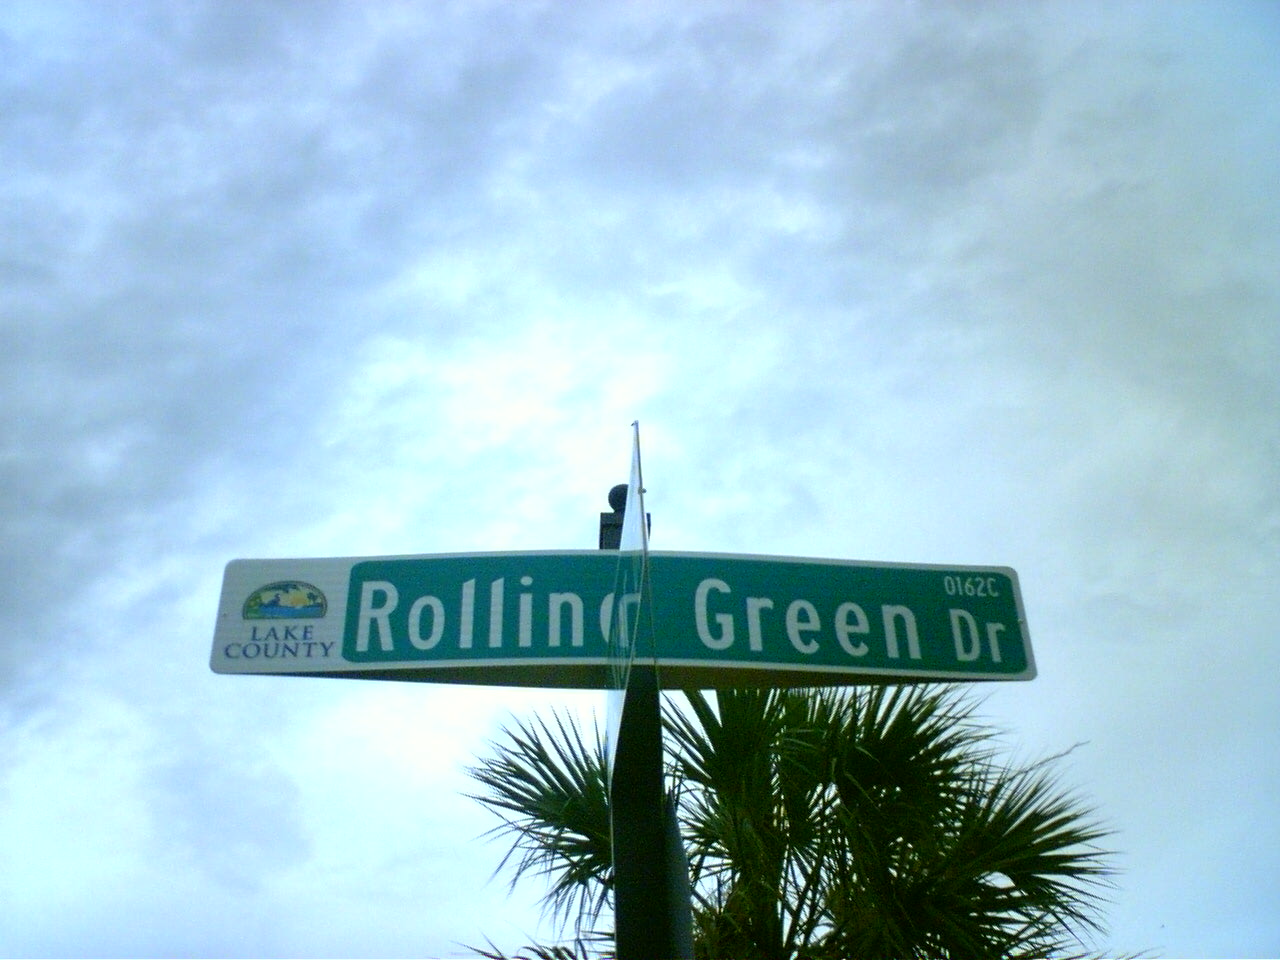 LAKE
COUNTY
Rolling Green Dr
0162C